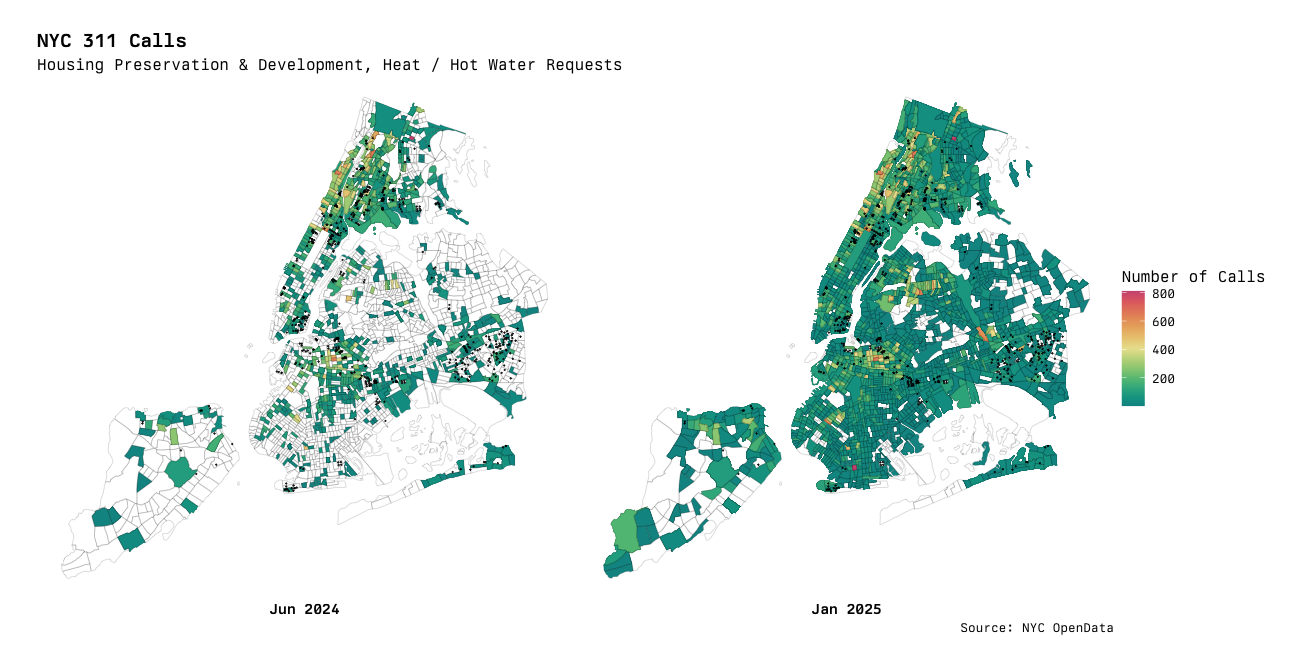 NYC 311 Calls
Housing Preservation & Development, Heat / Hot Water Requests
Number of Calls
800
600
400
200
Jun 2024
Jan 2025
Source: NYC OpenData